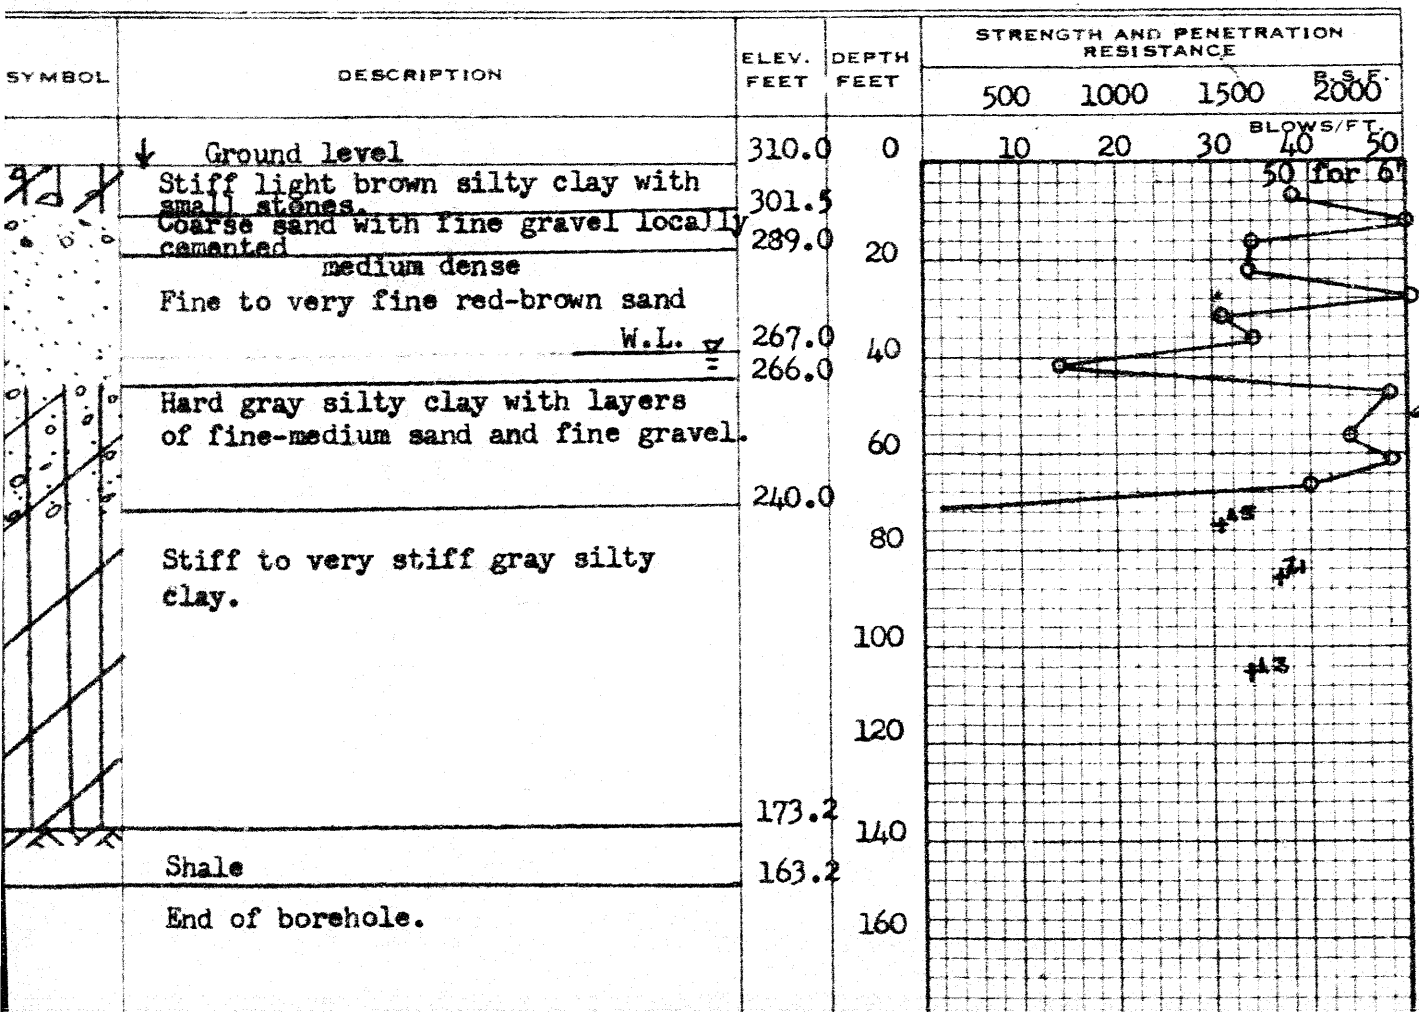 SYMBOL
DESCRIPTION
ELEV. FEET
DEPTH FEET
STRENGTH AND PENETRATION
RESISTANCE
P.S.F.
500 1000 1500 2000
BLOWS/FT.
10 20 30 40 50
Ground level 310.0 0
50 for 6"
Stiff light brown silty clay with
small stones. 301.5
Coarse sand with fine gravel locally
cemented 289.0
20
medium dense
Fine to very fine red-brown sand
W.L. 267.0
40
266.0
Hard gray silty clay with layers
of fine-medium sand and fine gravel.
60
240.0
80
Stiff to very stiff gray silty
clay.
100
+13
120
173.2
140
Shale 163.2
End of borehole.
160